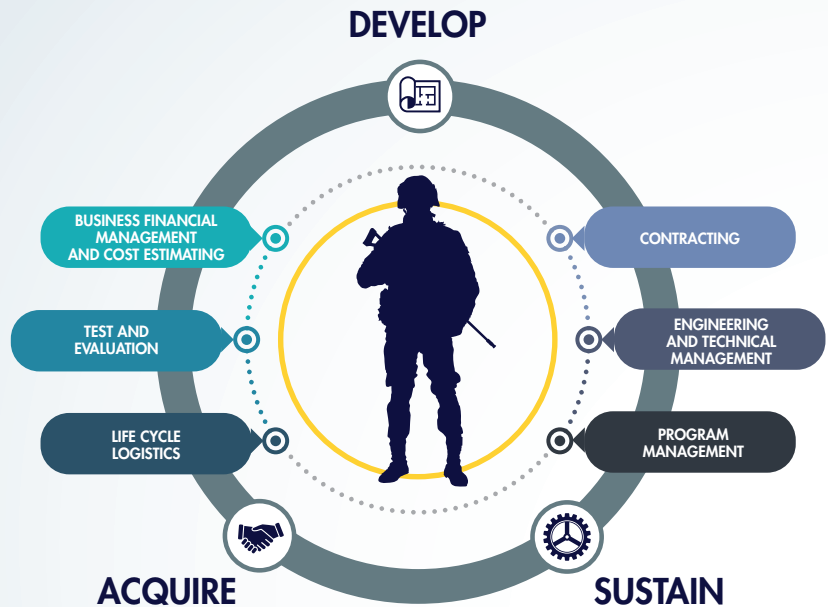 DEVELOP
BUSINESS FINANCIAL
MANAGEMENT
AND COST ESTIMATING
CONTRACTING
TEST AND
EVALUATION
ENGINEERING
AND TECHNICAL
MANAGEMENT
LIFE CYCLE
LOGISTICS
PROGRAM
MANAGEMENT
ACQUIRE
SUSTAIN